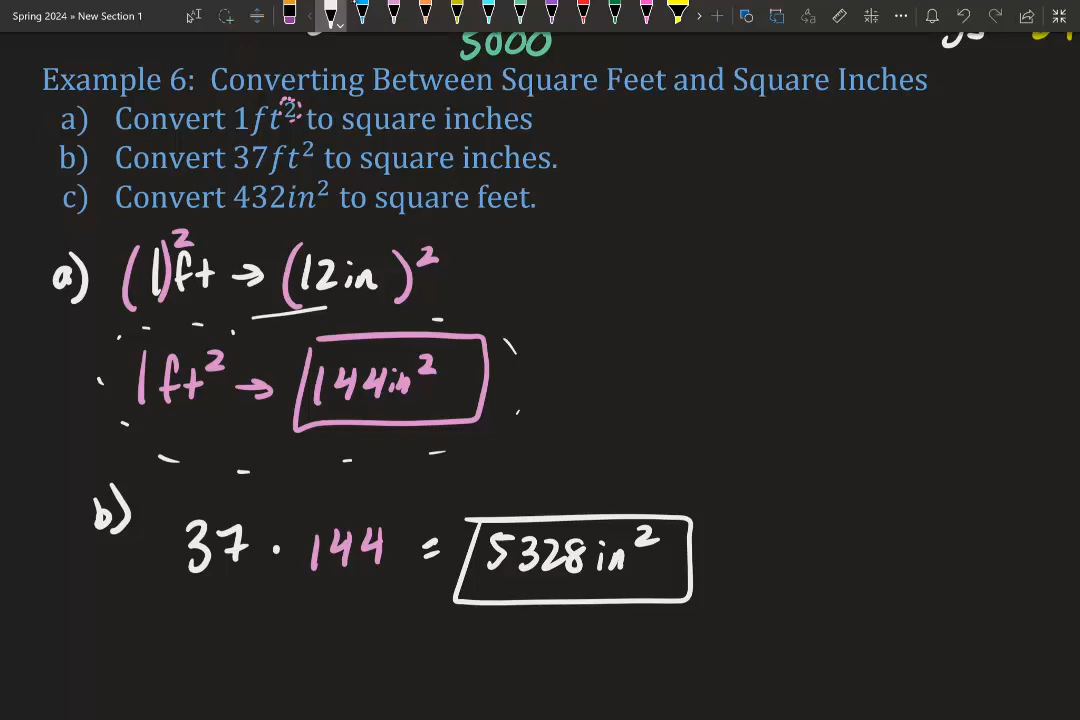 Spring 2024 » New Section 1
5000
Example 6: Converting Between Square Feet and Square Inches
a) Convert 1ft² to square inches
b) Convert 37ft² to square inches.
c) Convert 432in² to square feet.
a) (1)²ft → (12in)²
1ft² → 144in²
b) 37 · 144 = 5328in²